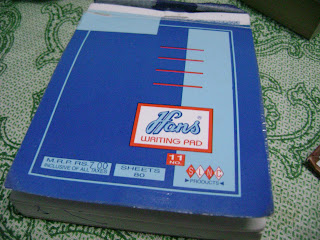 Hans
WRITING PAD
11
NO.
M.R.P. RS. 7.00
INCLUSIVE OF ALL TAXES
SHEETS
80
PRODUCTS